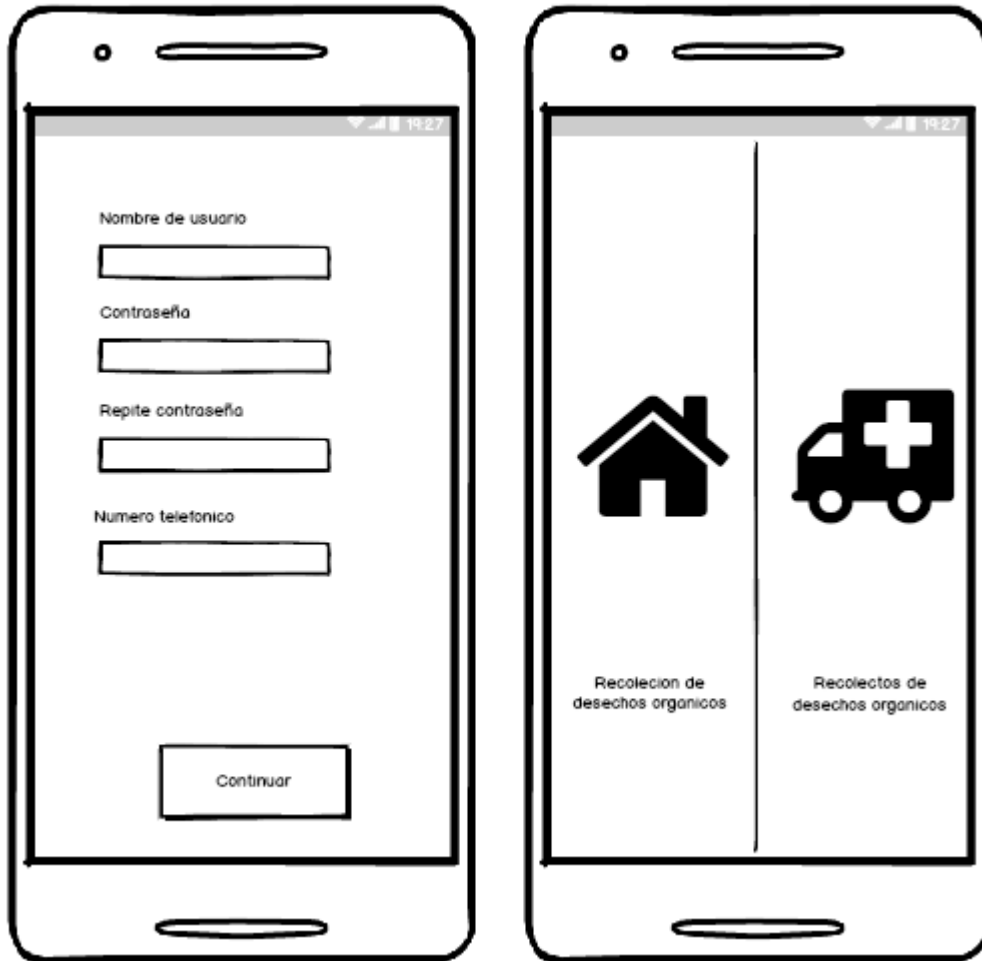 19:27
Nombre de usuario
Contraseña
Repite contraseña
Numero telefonico
Continuar
19:27
Recolecion de
desechos organicos
Recolectos de
desechos organicos